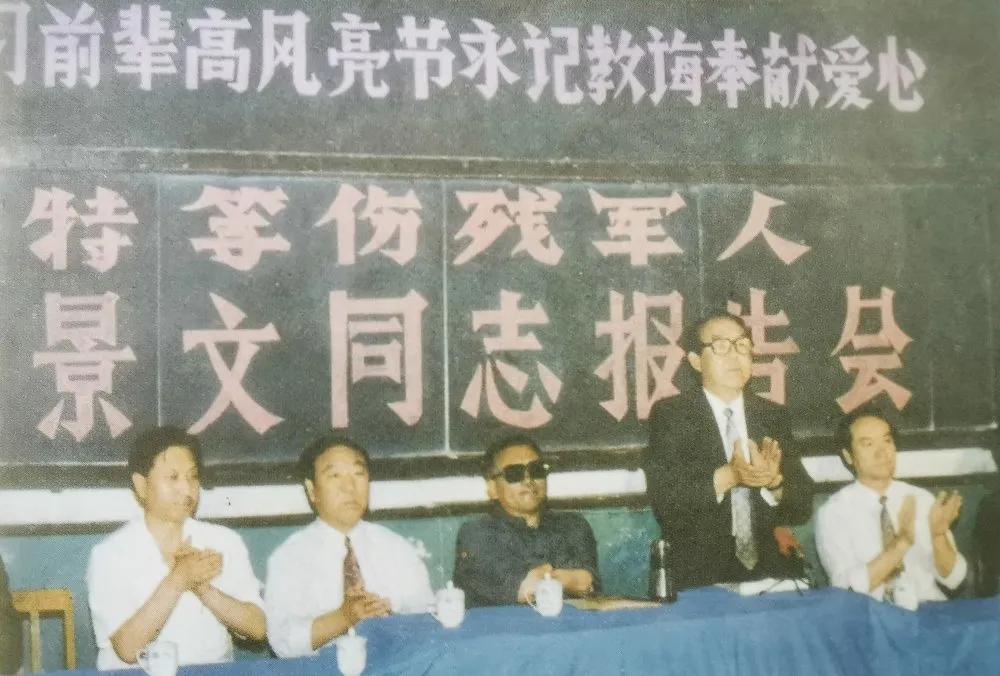 习前辈高风亮节永记教诲奉献爱心
特等伤残军人
景文同志报告会